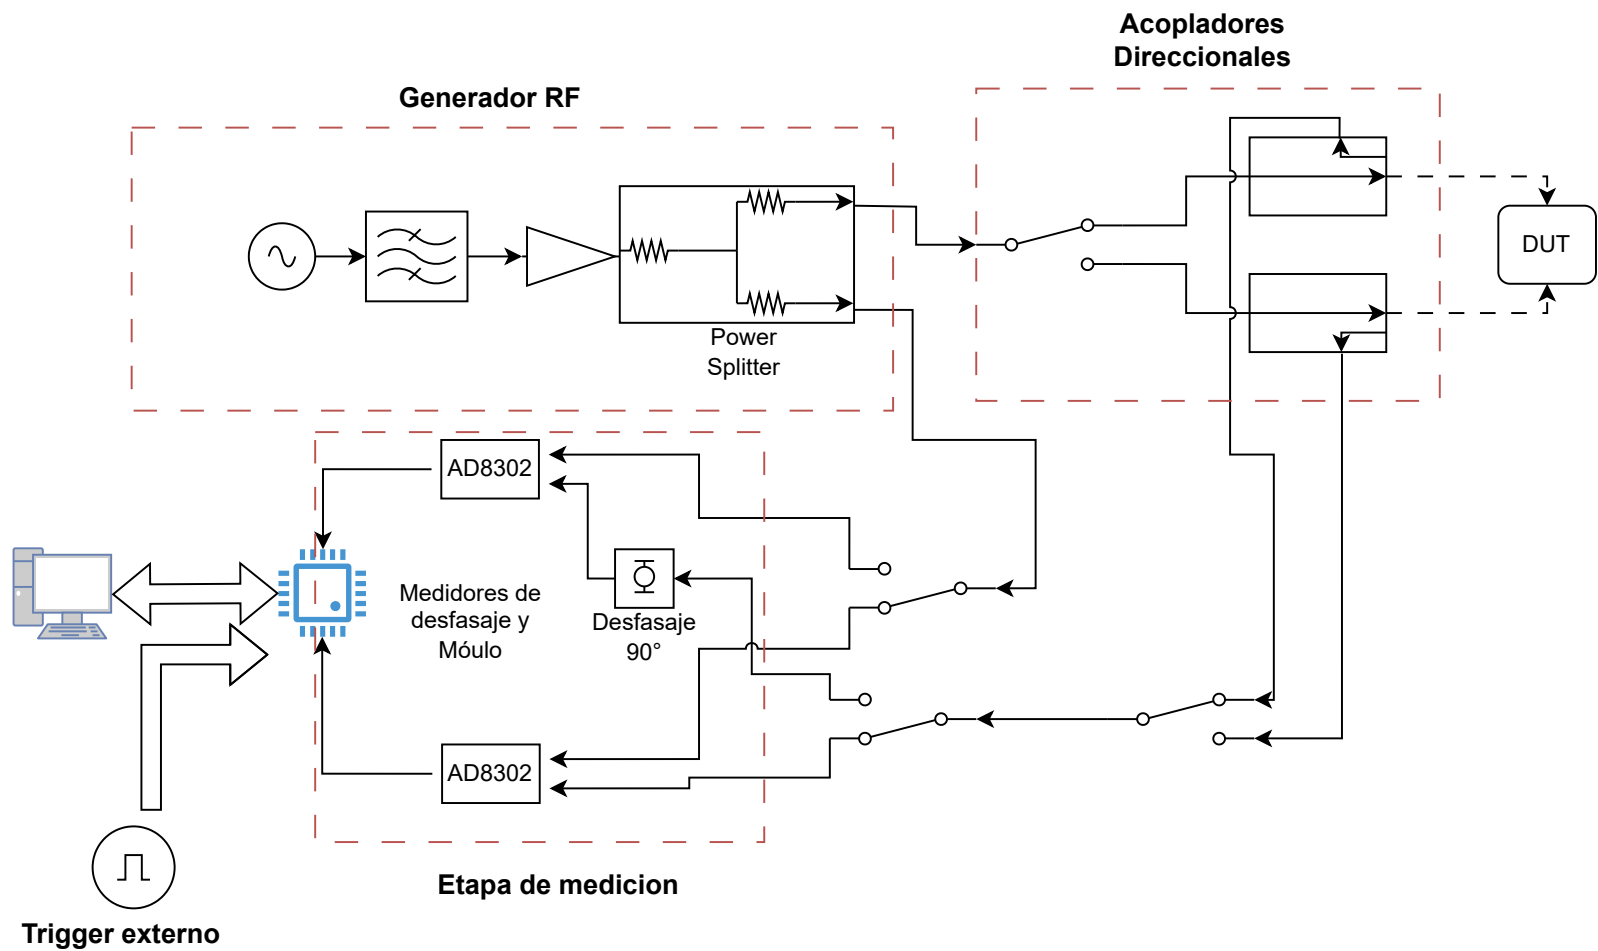 Acopladores
Direccionales
Generador RF
DUT
Power
Splitter
AD8302
Medidores de
desfasaje y
Móulo
Desfasaje
90°
AD8302
Etapa de medicion
Trigger externo